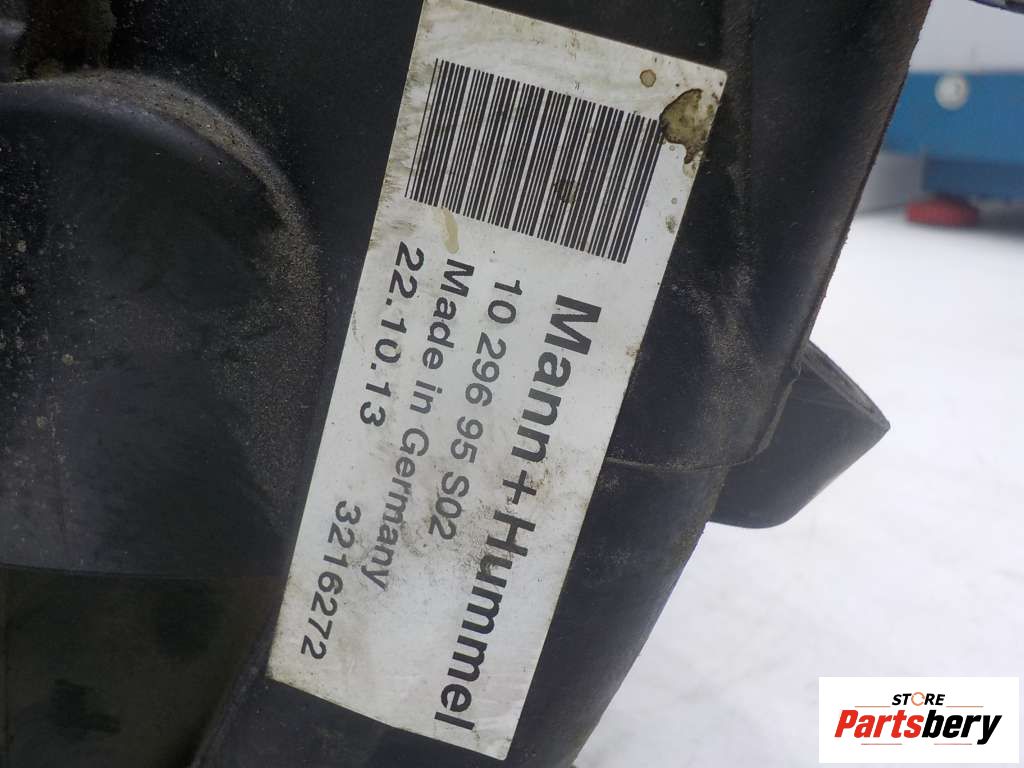 Mann+Hummel
10 296 95 S02
Made in Germany
22.10.13 3216272
STORE
Partsbery